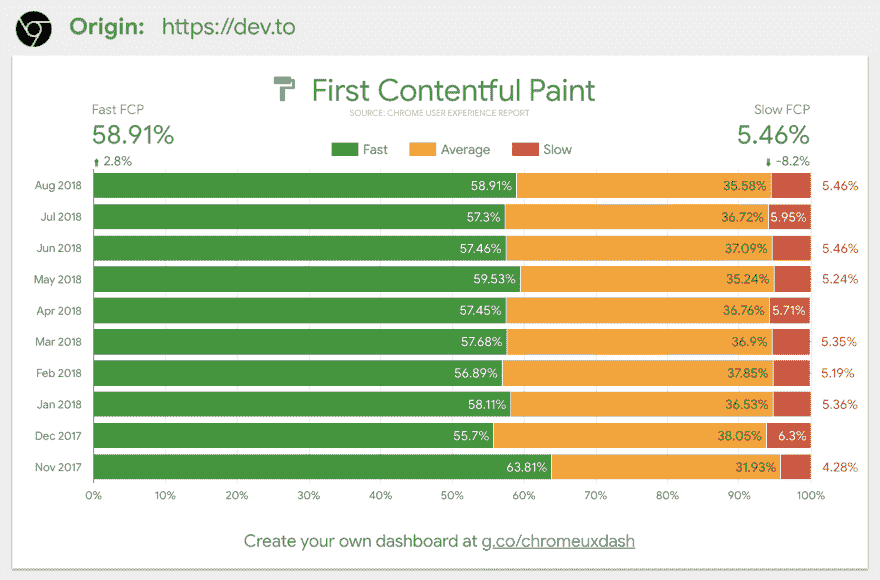 Origin: https://dev.to
First Contentful Paint
SOURCE: CHROME USER EXPERIENCE REPORT
Fast FCP
58.91%
2.8%
Slow FCP
5.46%
-8.2%
Fast Average Slow
Aug 2018 58.91% 35.58% 5.46%
Jul 2018 57.3% 36.72% 5.95%
Jun 2018 57.46% 37.09% 5.46%
May 2018 59.53% 35.24% 5.24%
Apr 2018 57.45% 36.76% 5.71%
Mar 2018 57.68% 36.9% 5.35%
Feb 2018 56.89% 37.85% 5.19%
Jan 2018 58.11% 36.53% 5.36%
Dec 2017 55.7% 38.05% 6.3%
Nov 2017 63.81% 31.93% 4.28%
0% 10% 20% 30% 40% 50% 60% 70% 80% 90% 100%
Create your own dashboard at g.co/chromeuxdash